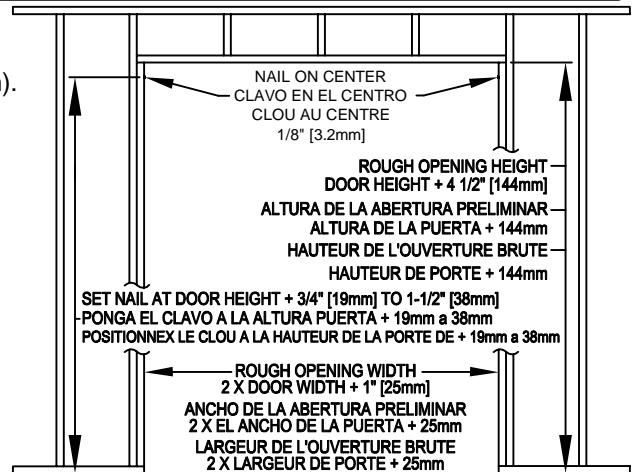 n).
NAIL ON CENTER
CLAVO EN EL CENTRO
CLOU AU CENTRE
1/8" [3.2mm]
ROUGH OPENING HEIGHT
DOOR HEIGHT + 4 1/2" [144mm]
ALTURA DE LA ABERTURA PRELIMINAR
ALTURA DE LA PUERTA + 144mm
HAUTEUR DE L'OUVERTURE BRUTE
HAUTEUR DE PORTE + 144mm
SET NAIL AT DOOR HEIGHT + 3/4" [19mm] TO 1-1/2" [38mm]
PONGA EL CLAVO A LA ALTURA PUERTA + 19mm a 38mm
POSITIONNEX LE CLOU A LA HAUTEUR DE LA PORTE DE + 19mm a 38mm
ROUGH OPENING WIDTH
2 X DOOR WIDTH + 1" [25mm]
ANCHO DE LA ABERTURA PRELIMINAR
2 X EL ANCHO DE LA PUERTA + 25mm
LARGEUR DE L'OUVERTURE BRUTE
2 X LARGEUR DE PORTE + 25mm